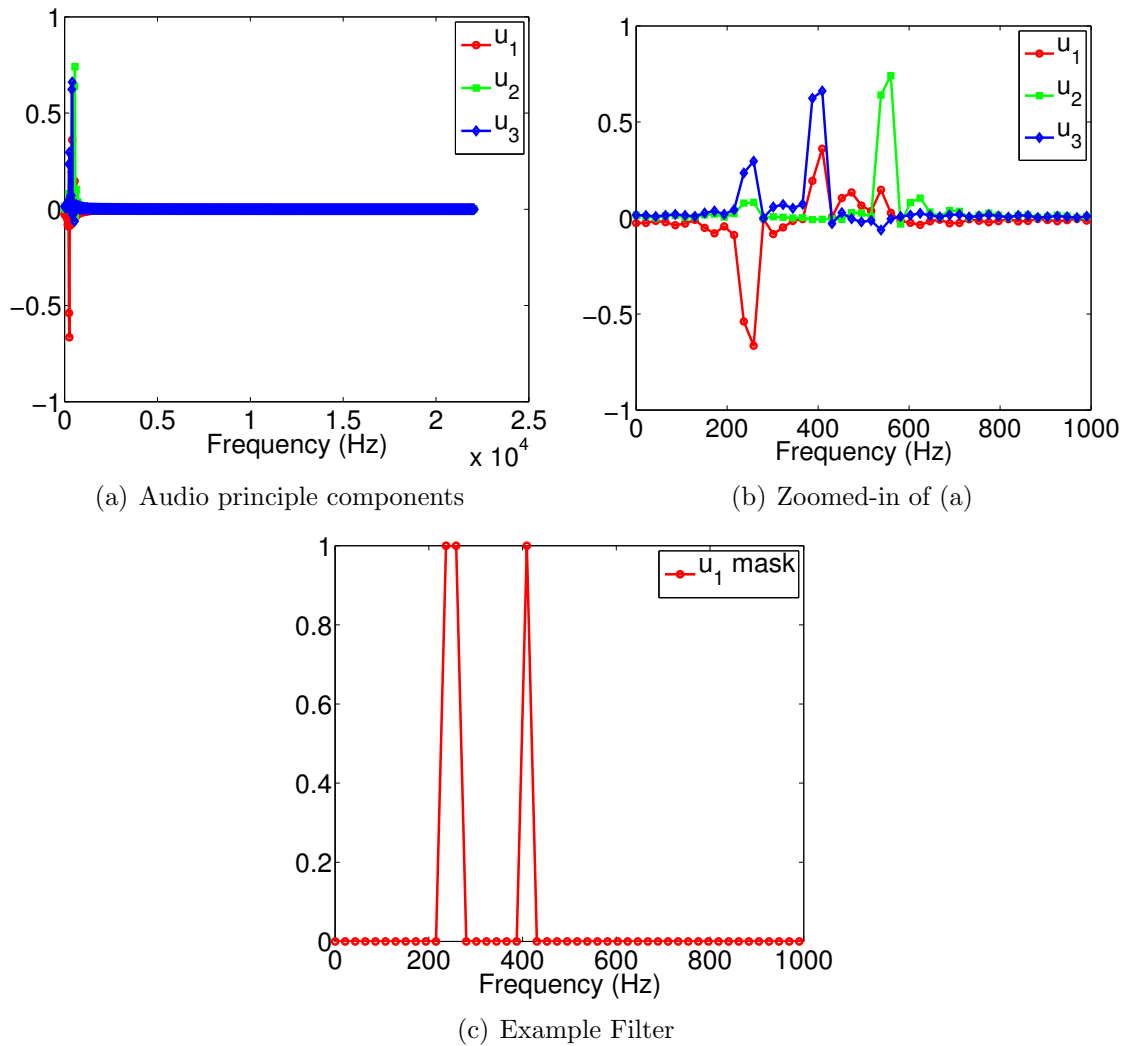 1
0.5
0
−0.5
−1
u1
u2
u3
0 0.5 1 1.5 2 2.5
x 10^4
Frequency (Hz)
(a) Audio principle components
1
0.5
0
−0.5
−1
u1
u2
u3
0 200 400 600 800 1000
Frequency (Hz)
(b) Zoomed-in of (a)
1
0.8
0.6
0.4
0.2
0
u1 mask
0 200 400 600 800 1000
Frequency (Hz)
(c) Example Filter